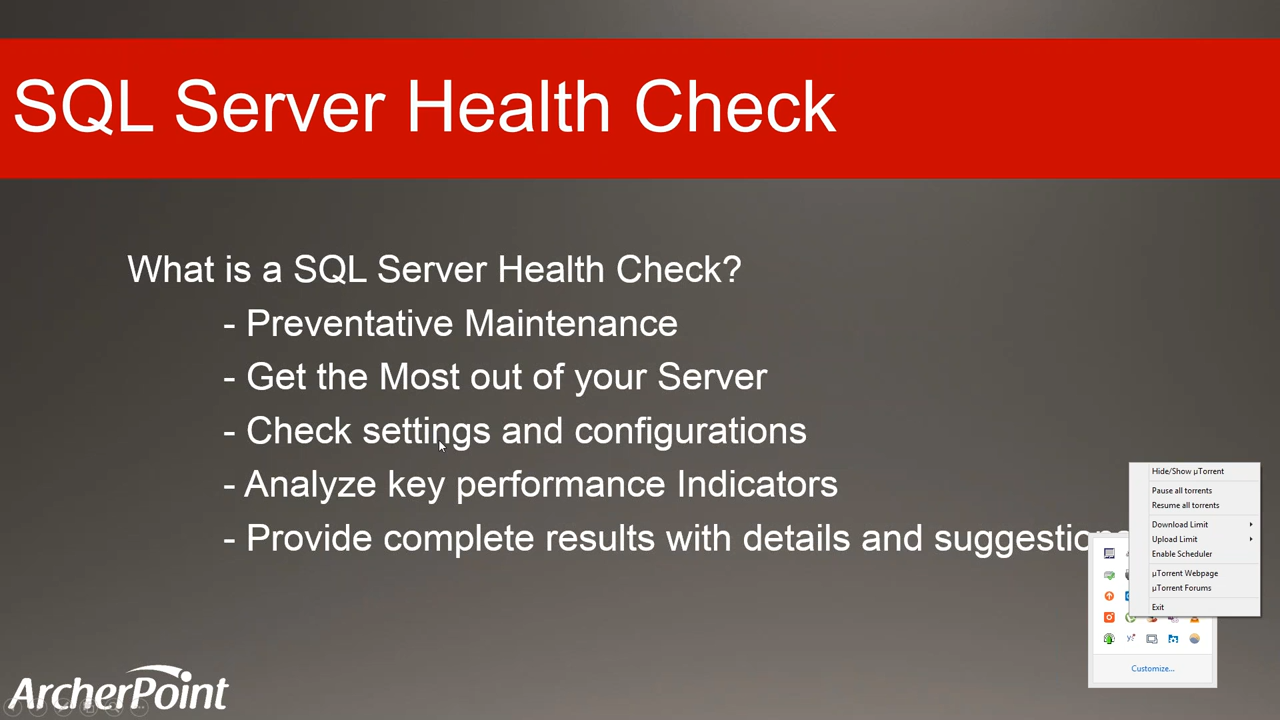 SQL Server Health Check
What is a SQL Server Health Check?
- Preventative Maintenance
- Get the Most out of your Server
- Check settings and configurations
- Analyze key performance Indicators
- Provide complete results with details and
Hide/Show µTorrent
Pause all torrents
Resume all torrents
Download Limit
Upload Limit
Enable Scheduler
µTorrent Webpage
µTorrent Forums
Exit
Customize...
ArcherPoint